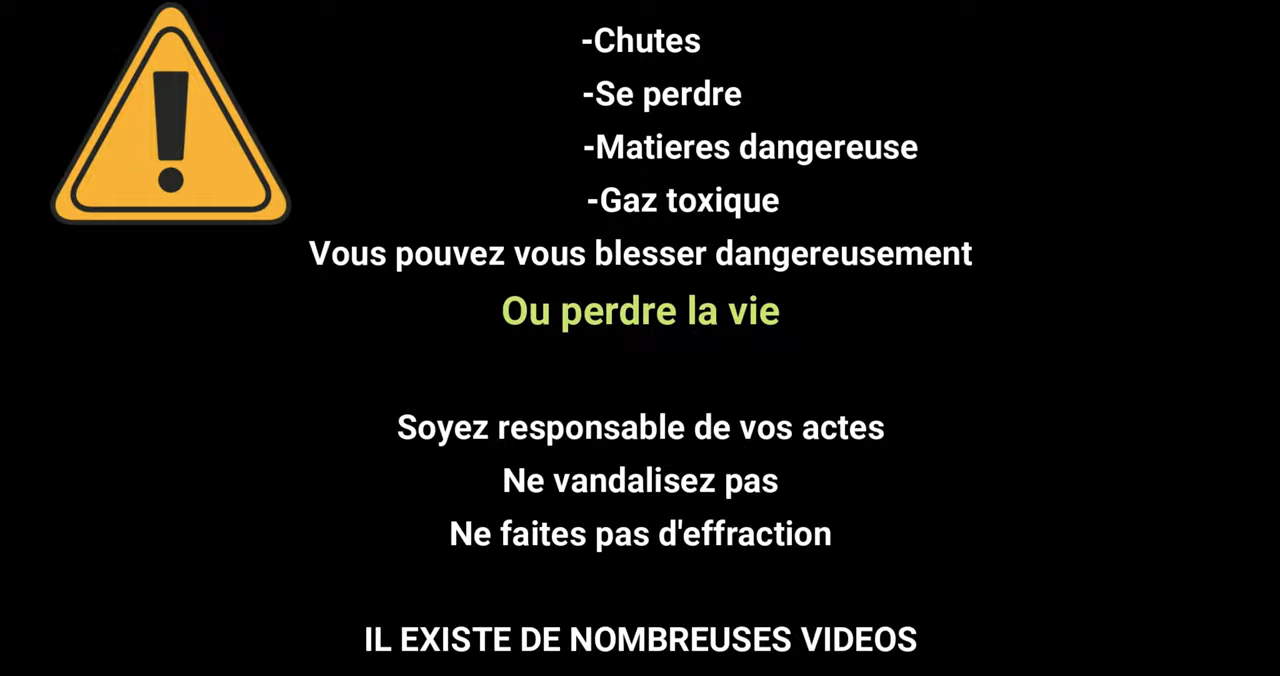 -Chutes
-Se perdre
-Matieres dangereuse
-Gaz toxique
Vous pouvez vous blesser dangereusement
Ou perdre la vie
Soyez responsable de vos actes
Ne vandalisez pas
Ne faites pas d'effraction
IL EXISTE DE NOMBREUSES VIDEOS